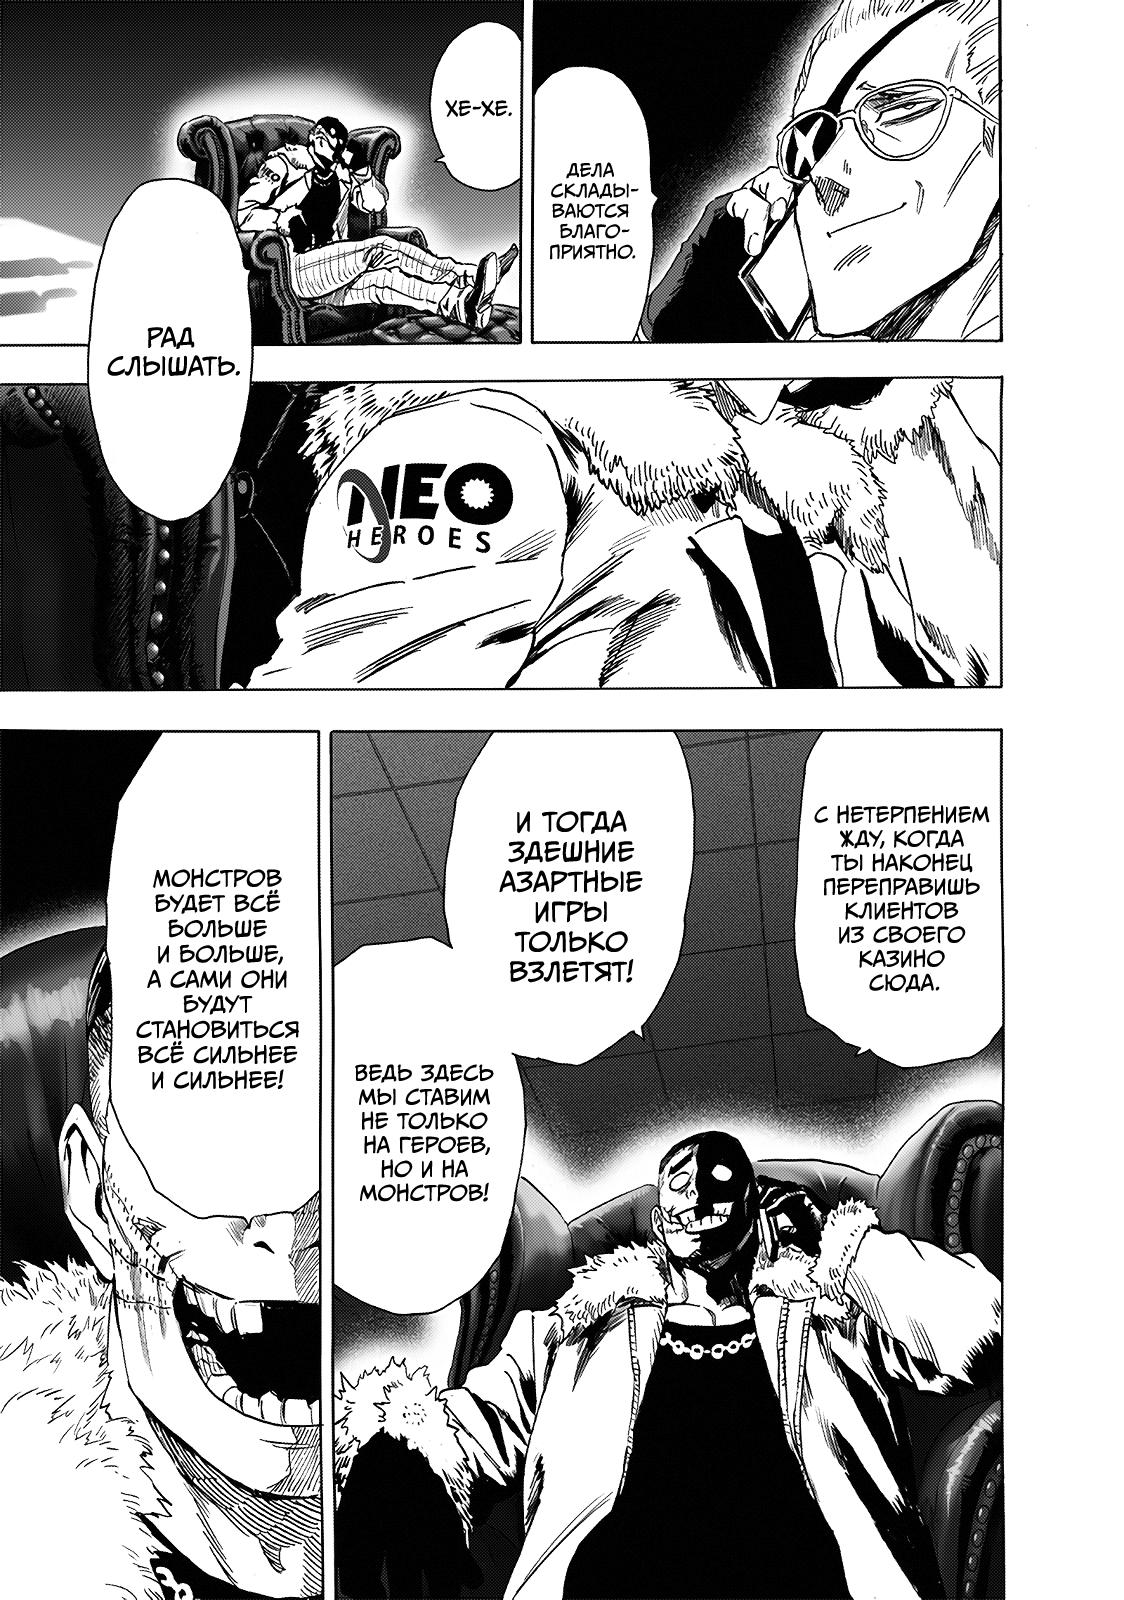 ДЕЛА
СКЛАДЫ-
ВАЮТСЯ
БЛАГО-
ПРИЯТНО.
ХЕ-ХЕ.
NEO
РАД
СЛЫШАТЬ.
NEO
HEROES
С НЕТЕРПЕНИЕМ
ЖДУ, КОГДА
ТЫ НАКОНЕЦ
ПЕРЕПРАВИШЬ
КЛИЕНТОВ
ИЗ СВОЕГО
КАЗИНО
СЮДА.
И ТОГДА
ЗДЕШНИЕ
АЗАРТНЫЕ
ИГРЫ
ТОЛЬКО
ВЗЛЕТЯТ!
ВЕДЬ ЗДЕСЬ
МЫ СТАВИМ
НЕ ТОЛЬКО
НА ГЕРОЕВ,
НО И НА
МОНСТРОВ!
МОНСТРОВ
БУДЕТ ВСЁ
БОЛЬШЕ
И БОЛЬШЕ,
А САМИ ОНИ
БУДУТ
СТАНОВИТЬСЯ
ВСЁ СИЛЬНЕЕ
И СИЛЬНЕЕ!